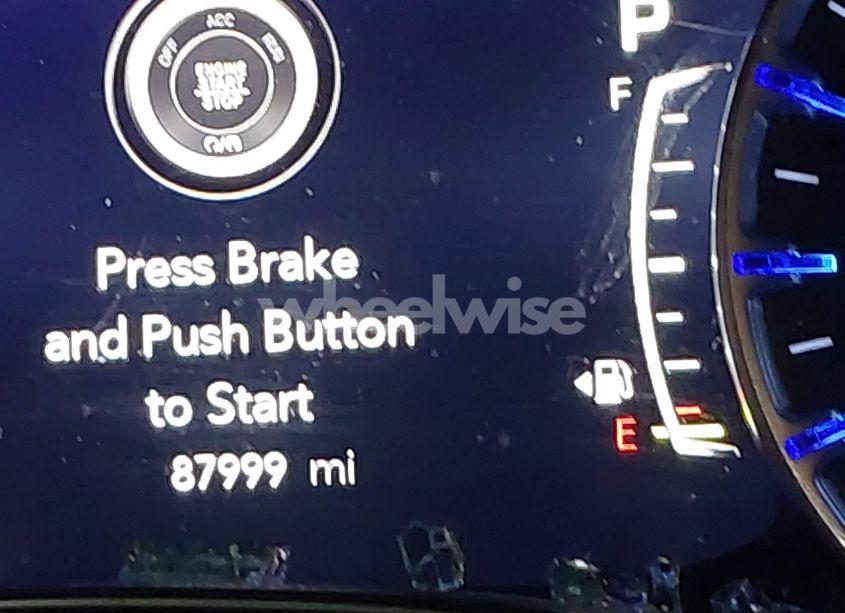 P
ACC
OFF
RUN
ENGINE
START
STOP
F
Press Brake
and Push Button
wheelwise
to Start
E
87999 mi